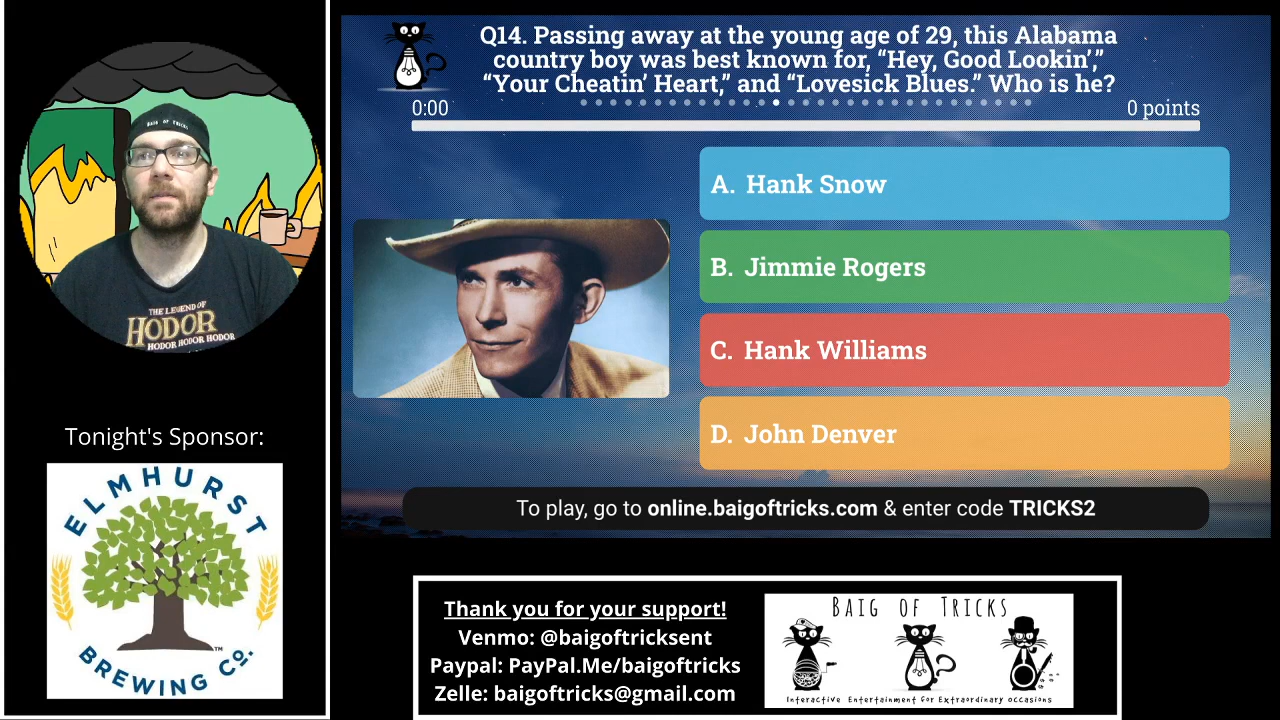 BAIG OF TRICKS
THE LEGEND OF
HODOR
HODOR HODOR HODOR
Tonight's Sponsor:
ELMHURST
BREWING CO.
TM
Q14. Passing away at the young age of 29, this Alabama
country boy was best known for, “Hey, Good Lookin’,”
“Your Cheatin’ Heart,” and “Lovesick Blues.” Who is he?
0:00
0 points
A. Hank Snow
B. Jimmie Rogers
C. Hank Williams
D. John Denver
To play, go to online.baigoftricks.com & enter code TRICKS2
Thank you for your support!
Venmo: @baigoftricksent
Paypal: PayPal.Me/baigoftricks
Zelle: baigoftricks@gmail.com
BAIG OF TRICKS
Interactive Entertainment for Extraordinary occasions